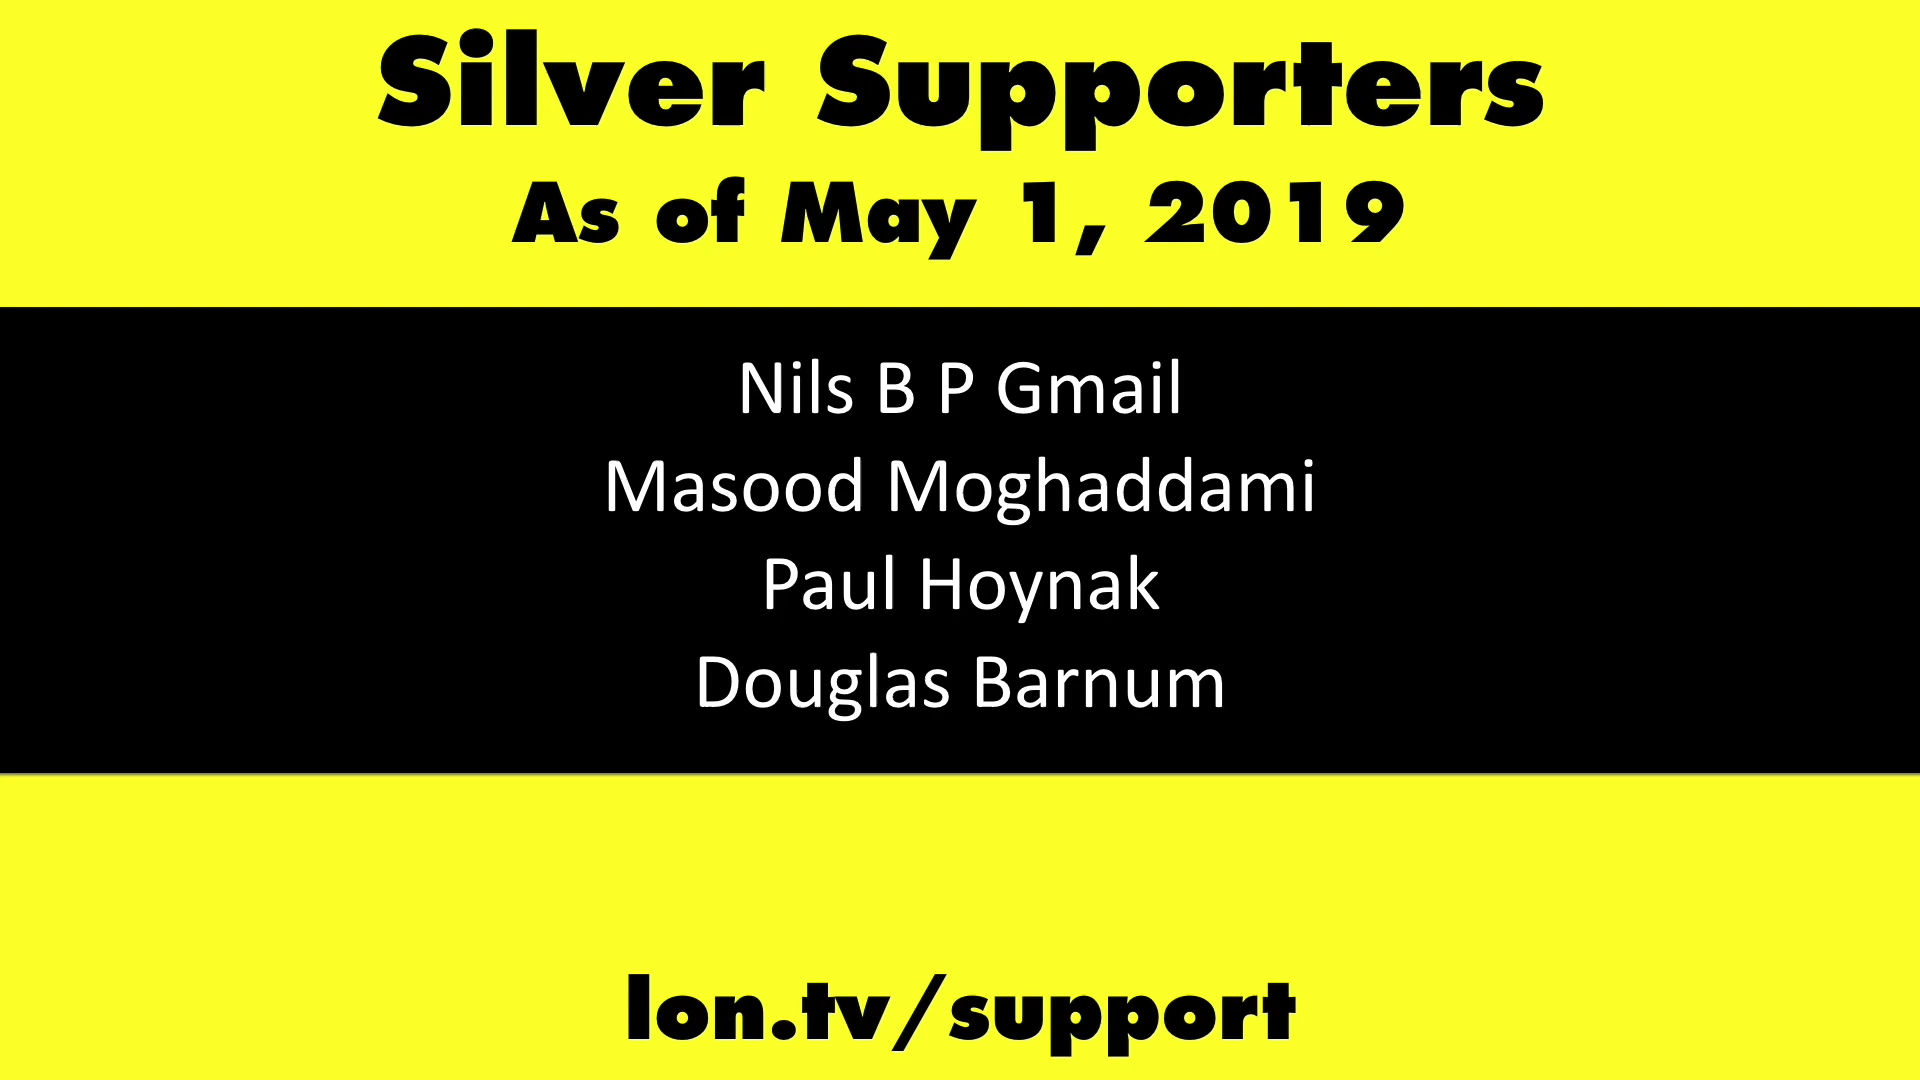 Silver Supporters
As of May 1, 2019
Nils B P Gmail
Masood Moghaddami
Paul Hoynak
Douglas Barnum
lon.tv/support